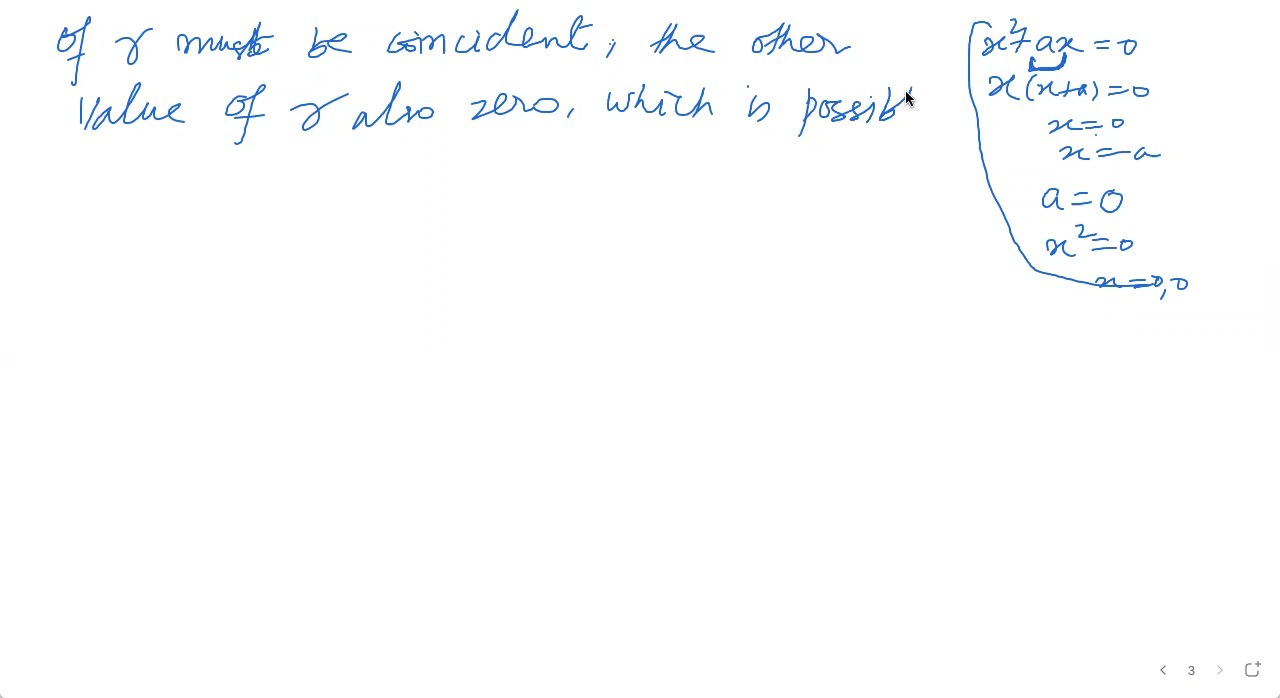 of r must be coincident, the other
value of r also zero, which is possib
x² + ax = 0
x(x+a) = 0
x = 0
x = -a
a = 0
x² = 0
x = 0, 0
3